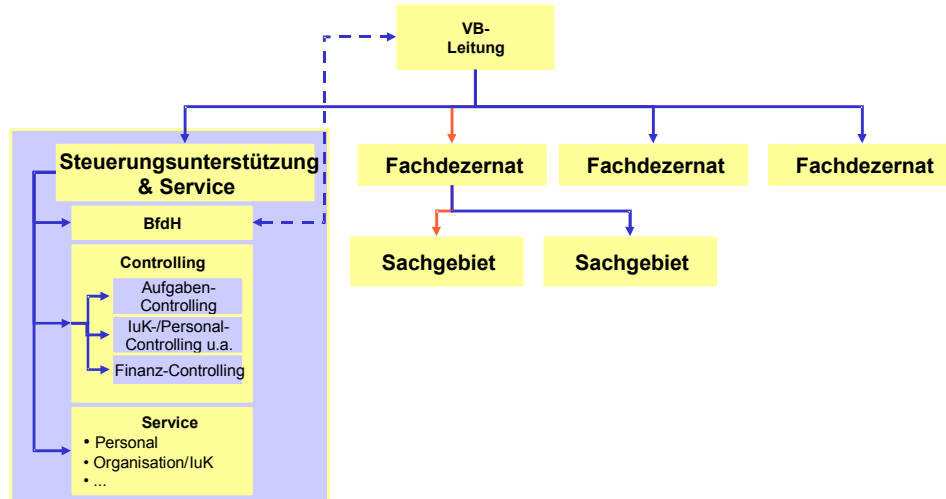 VB-
Leitung
Steuerungsunterstützung
& Service
Fachdezernat
Fachdezernat
Fachdezernat
BfdH
Sachgebiet
Sachgebiet
Controlling
Aufgaben-
Controlling
IuK-/Personal-
Controlling u.a.
Finanz-Controlling
Service
• Personal
• Organisation/IuK
• ...